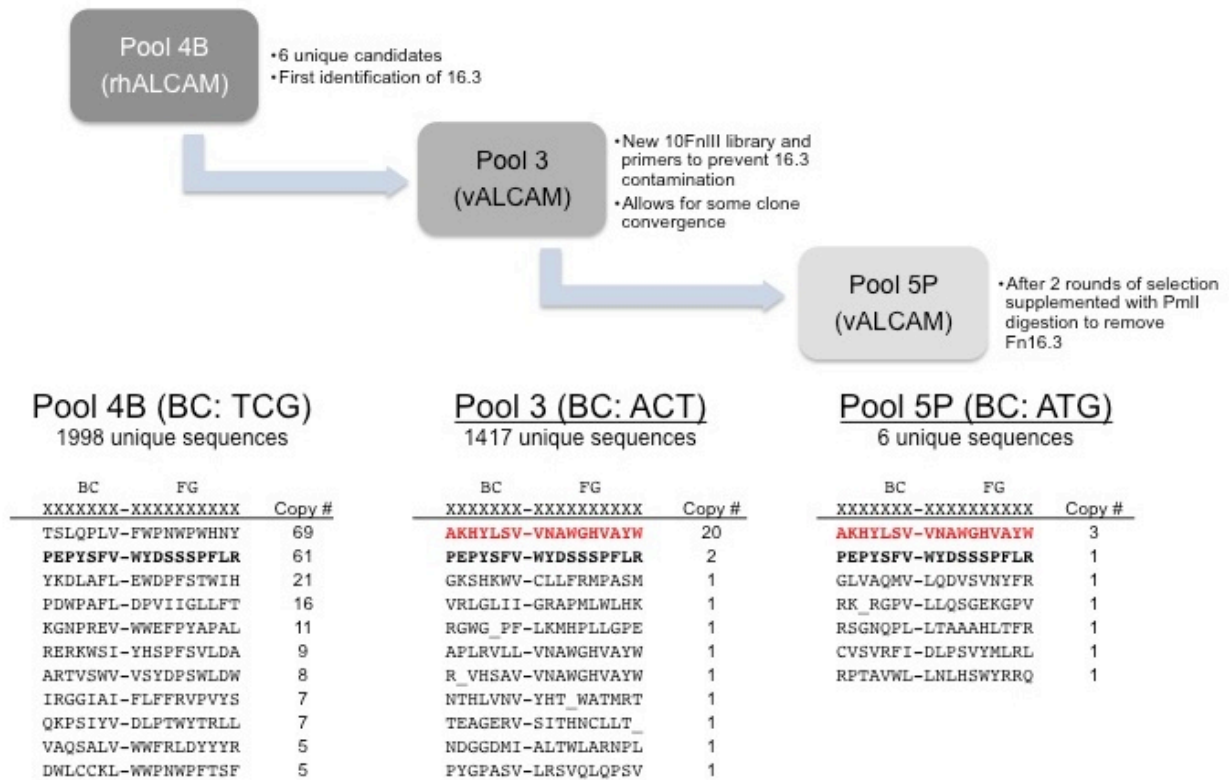 Pool 4B
(rhALCAM)
•6 unique candidates
•First identification of 16.3
Pool 3
(vALCAM)
•New 10FnIII library and
primers to prevent 16.3
contamination
•Allows for some clone
convergence
Pool 5P
(vALCAM)
•After 2 rounds of selection
supplemented with PmlI
digestion to remove
Fn16.3
Pool 4B (BC: TCG)
1998 unique sequences
BC FG
XXXXXXX-XXXXXXXXXX Copy #
TSLQPLV-FWPNWPWHNY 69
PEPYSFV-WYDSSSPFLR 61
YKDLAFL-EWDPFSTWIH 21
PDWPAFL-DPVIIGLLFT 16
KGNPREV-WWEFPYAPAL 11
RERKWSI-YHSPFSVLDA 9
ARTVSWV-VSYDPSWLDW 8
IRGGIAI-FLFFRVPVYS 7
QKPSIYV-DLPTWYTRLL 7
VAQSALV-WWFRLDYYYR 5
DWLCCKL-WWPNWPFTSF 5
Pool 3 (BC: ACT)
1417 unique sequences
BC FG
XXXXXXX-XXXXXXXXXX Copy #
AKHYLSV-VNAWGHVAYW 20
PEPYSFV-WYDSSSPFLR 2
GKSHKWV-CLLFRMPASM 1
VRLGLII-GRAPMLWLHK 1
RGWG_PF-LKMHPLLGPE 1
APLRVLL-VNAWGHVAYW 1
R_VHSAV-VNAWGHVAYW 1
NTHLVNV-YHT_WATMRT 1
TEAGERV-SITHNCLLT_ 1
NDGGDMI-ALTWLARNPL 1
PYGPASV-LRSVQLQPSV 1
Pool 5P (BC: ATG)
6 unique sequences
BC FG
XXXXXXX-XXXXXXXXXX Copy #
AKHYLSV-VNAWGHVAYW 3
PEPYSFV-WYDSSSPFLR 1
GLVAQMV-LQDVSVNYFR 1
RK_RGPV-LLQSGEKGPV 1
RSGNQPL-LTAAAHLTFR 1
CVSVRFI-DLPSVYMLRL 1
RPTAVWL-LNLHSWYRRQ 1